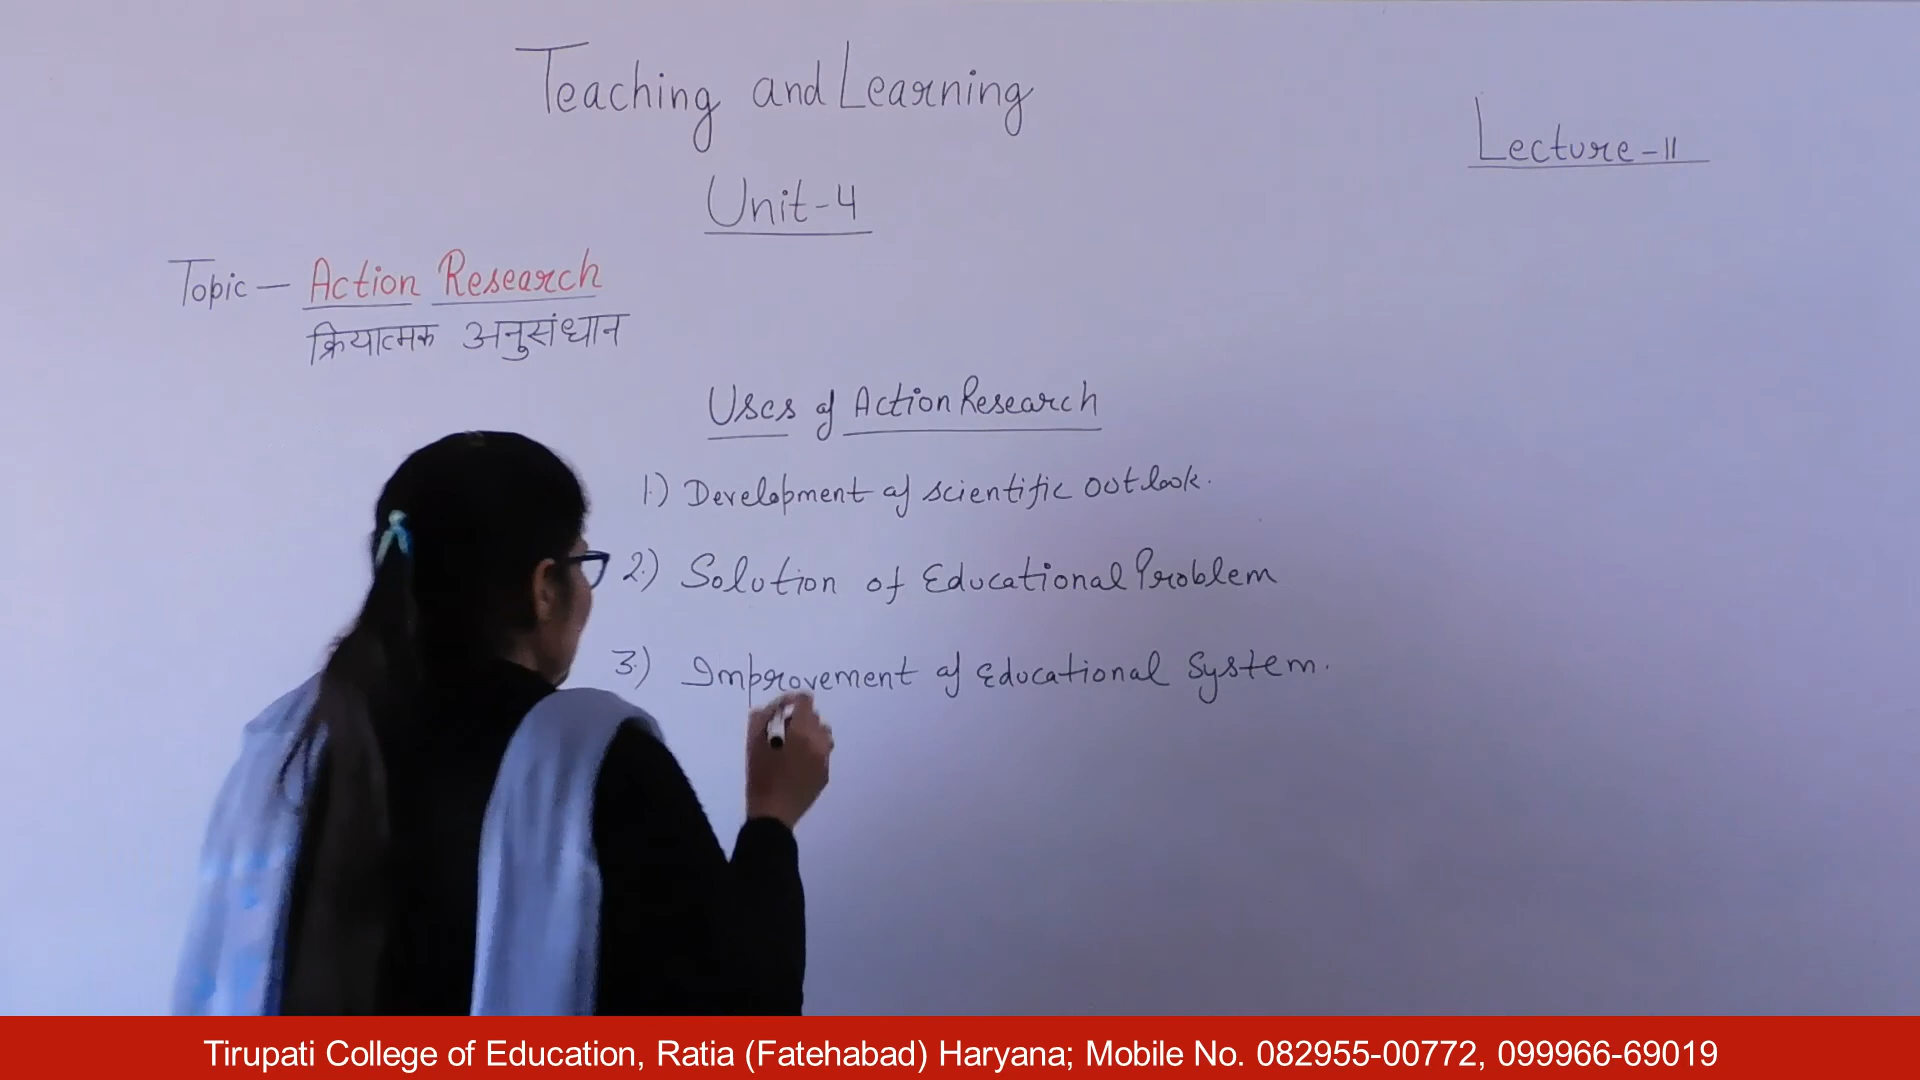 Teaching and Learning
Lecture-11
Unit-4
Topic — Action Research
क्रियात्मक अनुसंधान
Uses of Action Research
1.) Development of scientific outlook.
2.) Solution of Educational Problem
3.) Improvement of Educational System.
Tirupati College of Education, Ratia (Fatehabad) Haryana; Mobile No. 082955-00772, 099966-69019